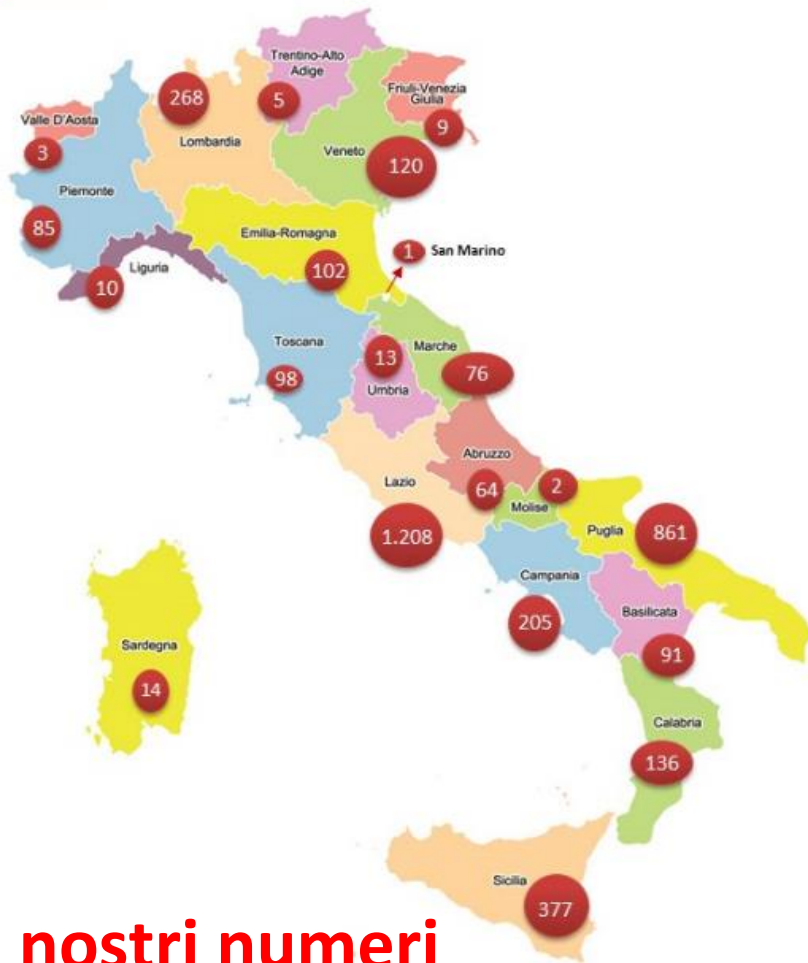 Trentino-Alto
Adige
268
5
Friuli-Venezia
Giulia
Valle D'Aosta
9
Lombardia
3
Veneto
120
Piemonte
85
Emilia-Romagna
1
San Marino
Liguria
102
10
Toscana
13
Marche
98
76
Umbria
Abruzzo
Lazio
64
2
Molise
1.208
Puglia
861
Campania
Basilicata
205
Sardegna
91
14
Calabria
136
Sicilia
377
nostri numeri